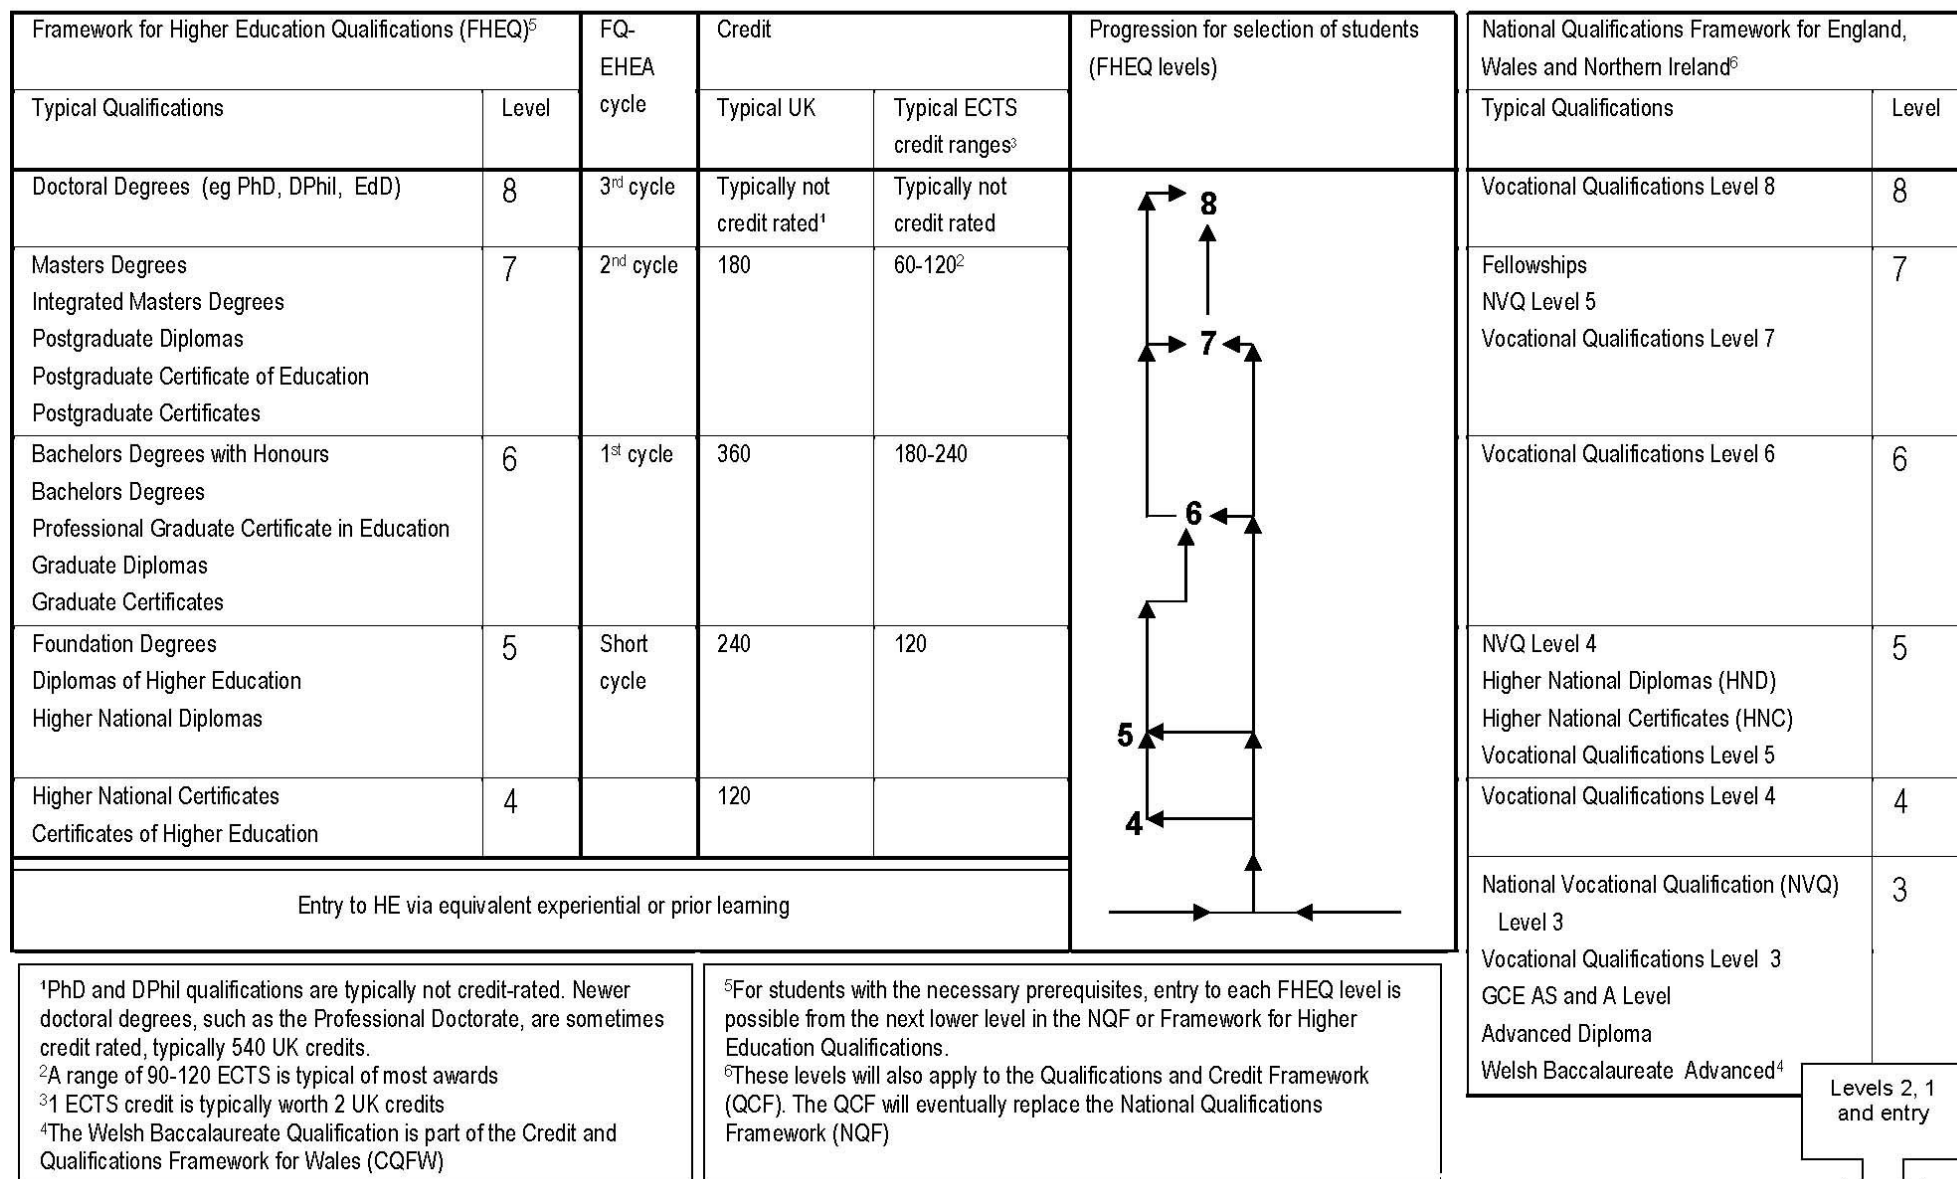 Framework for Higher Education Qualifications (FHEQ)⁵
FQ-
EHEA
cycle
Credit
Progression for selection of students
(FHEQ levels)
National Qualifications Framework for England,
Wales and Northern Ireland⁶
Typical Qualifications
Level
Typical UK
Typical ECTS
credit ranges³
Typical Qualifications
Level
Doctoral Degrees (eg PhD, DPhil, EdD)
8
3rd cycle
Typically not
credit rated¹
Typically not
credit rated
8
Vocational Qualifications Level 8
8
Masters Degrees
Integrated Masters Degrees
Postgraduate Diplomas
Postgraduate Certificate of Education
Postgraduate Certificates
7
2nd cycle
180
60-120²
7
Fellowships
NVQ Level 5
Vocational Qualifications Level 7
7
Bachelors Degrees with Honours
Bachelors Degrees
Professional Graduate Certificate in Education
Graduate Diplomas
Graduate Certificates
6
1st cycle
360
180-240
6
Vocational Qualifications Level 6
6
Foundation Degrees
Diplomas of Higher Education
Higher National Diplomas
5
Short
cycle
240
120
5
NVQ Level 4
Higher National Diplomas (HND)
Higher National Certificates (HNC)
Vocational Qualifications Level 5
5
Higher National Certificates
Certificates of Higher Education
4
120
4
Vocational Qualifications Level 4
4
Entry to HE via equivalent experiential or prior learning
National Vocational Qualification (NVQ)
Level 3
Vocational Qualifications Level 3
GCE AS and A Level
Advanced Diploma
Welsh Baccalaureate Advanced⁴
3
Levels 2, 1
and entry
¹PhD and DPhil qualifications are typically not credit-rated. Newer
doctoral degrees, such as the Professional Doctorate, are sometimes
credit rated, typically 540 UK credits.
²A range of 90-120 ECTS is typical of most awards
³1 ECTS credit is typically worth 2 UK credits
⁴The Welsh Baccalaureate Qualification is part of the Credit and
Qualifications Framework for Wales (CQFW)
⁵For students with the necessary prerequisites, entry to each FHEQ level is
possible from the next lower level in the NQF or Framework for Higher
Education Qualifications.
⁶These levels will also apply to the Qualifications and Credit Framework
(QCF). The QCF will eventually replace the National Qualifications
Framework (NQF)